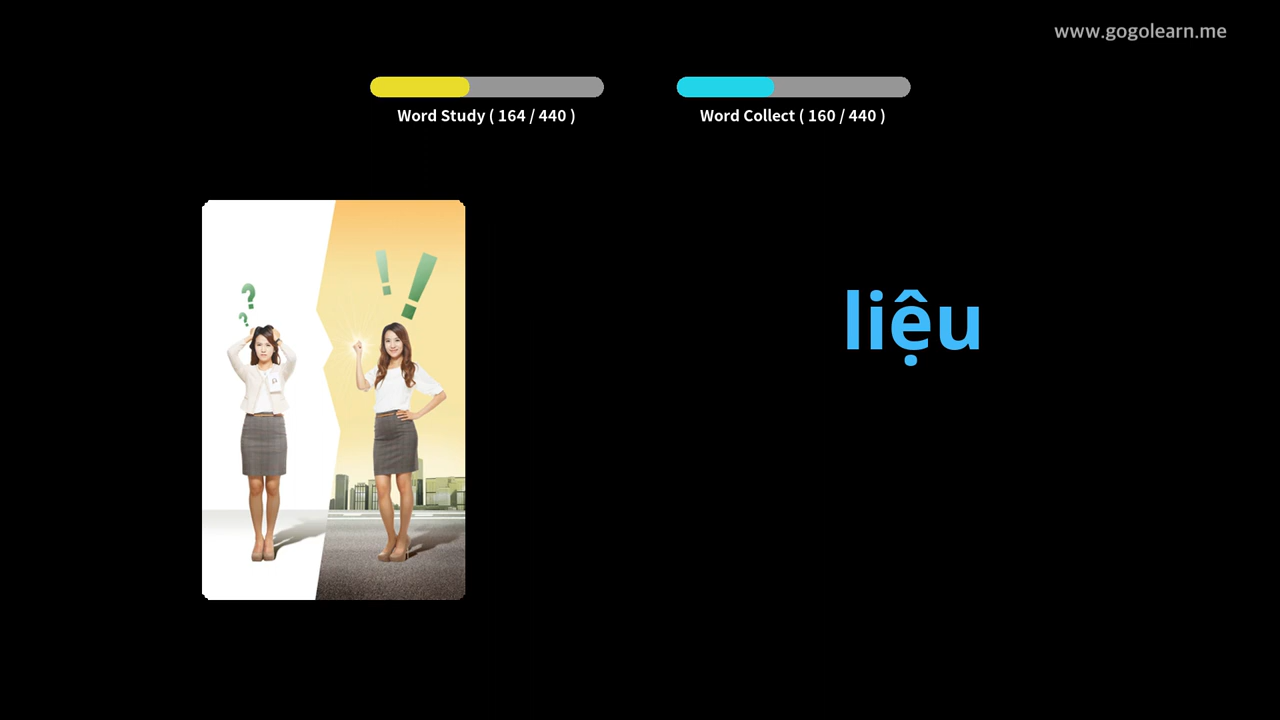 www.gogolearn.me
Word Study ( 164 / 440 )
Word Collect ( 160 / 440 )
? ?
! !
liệu